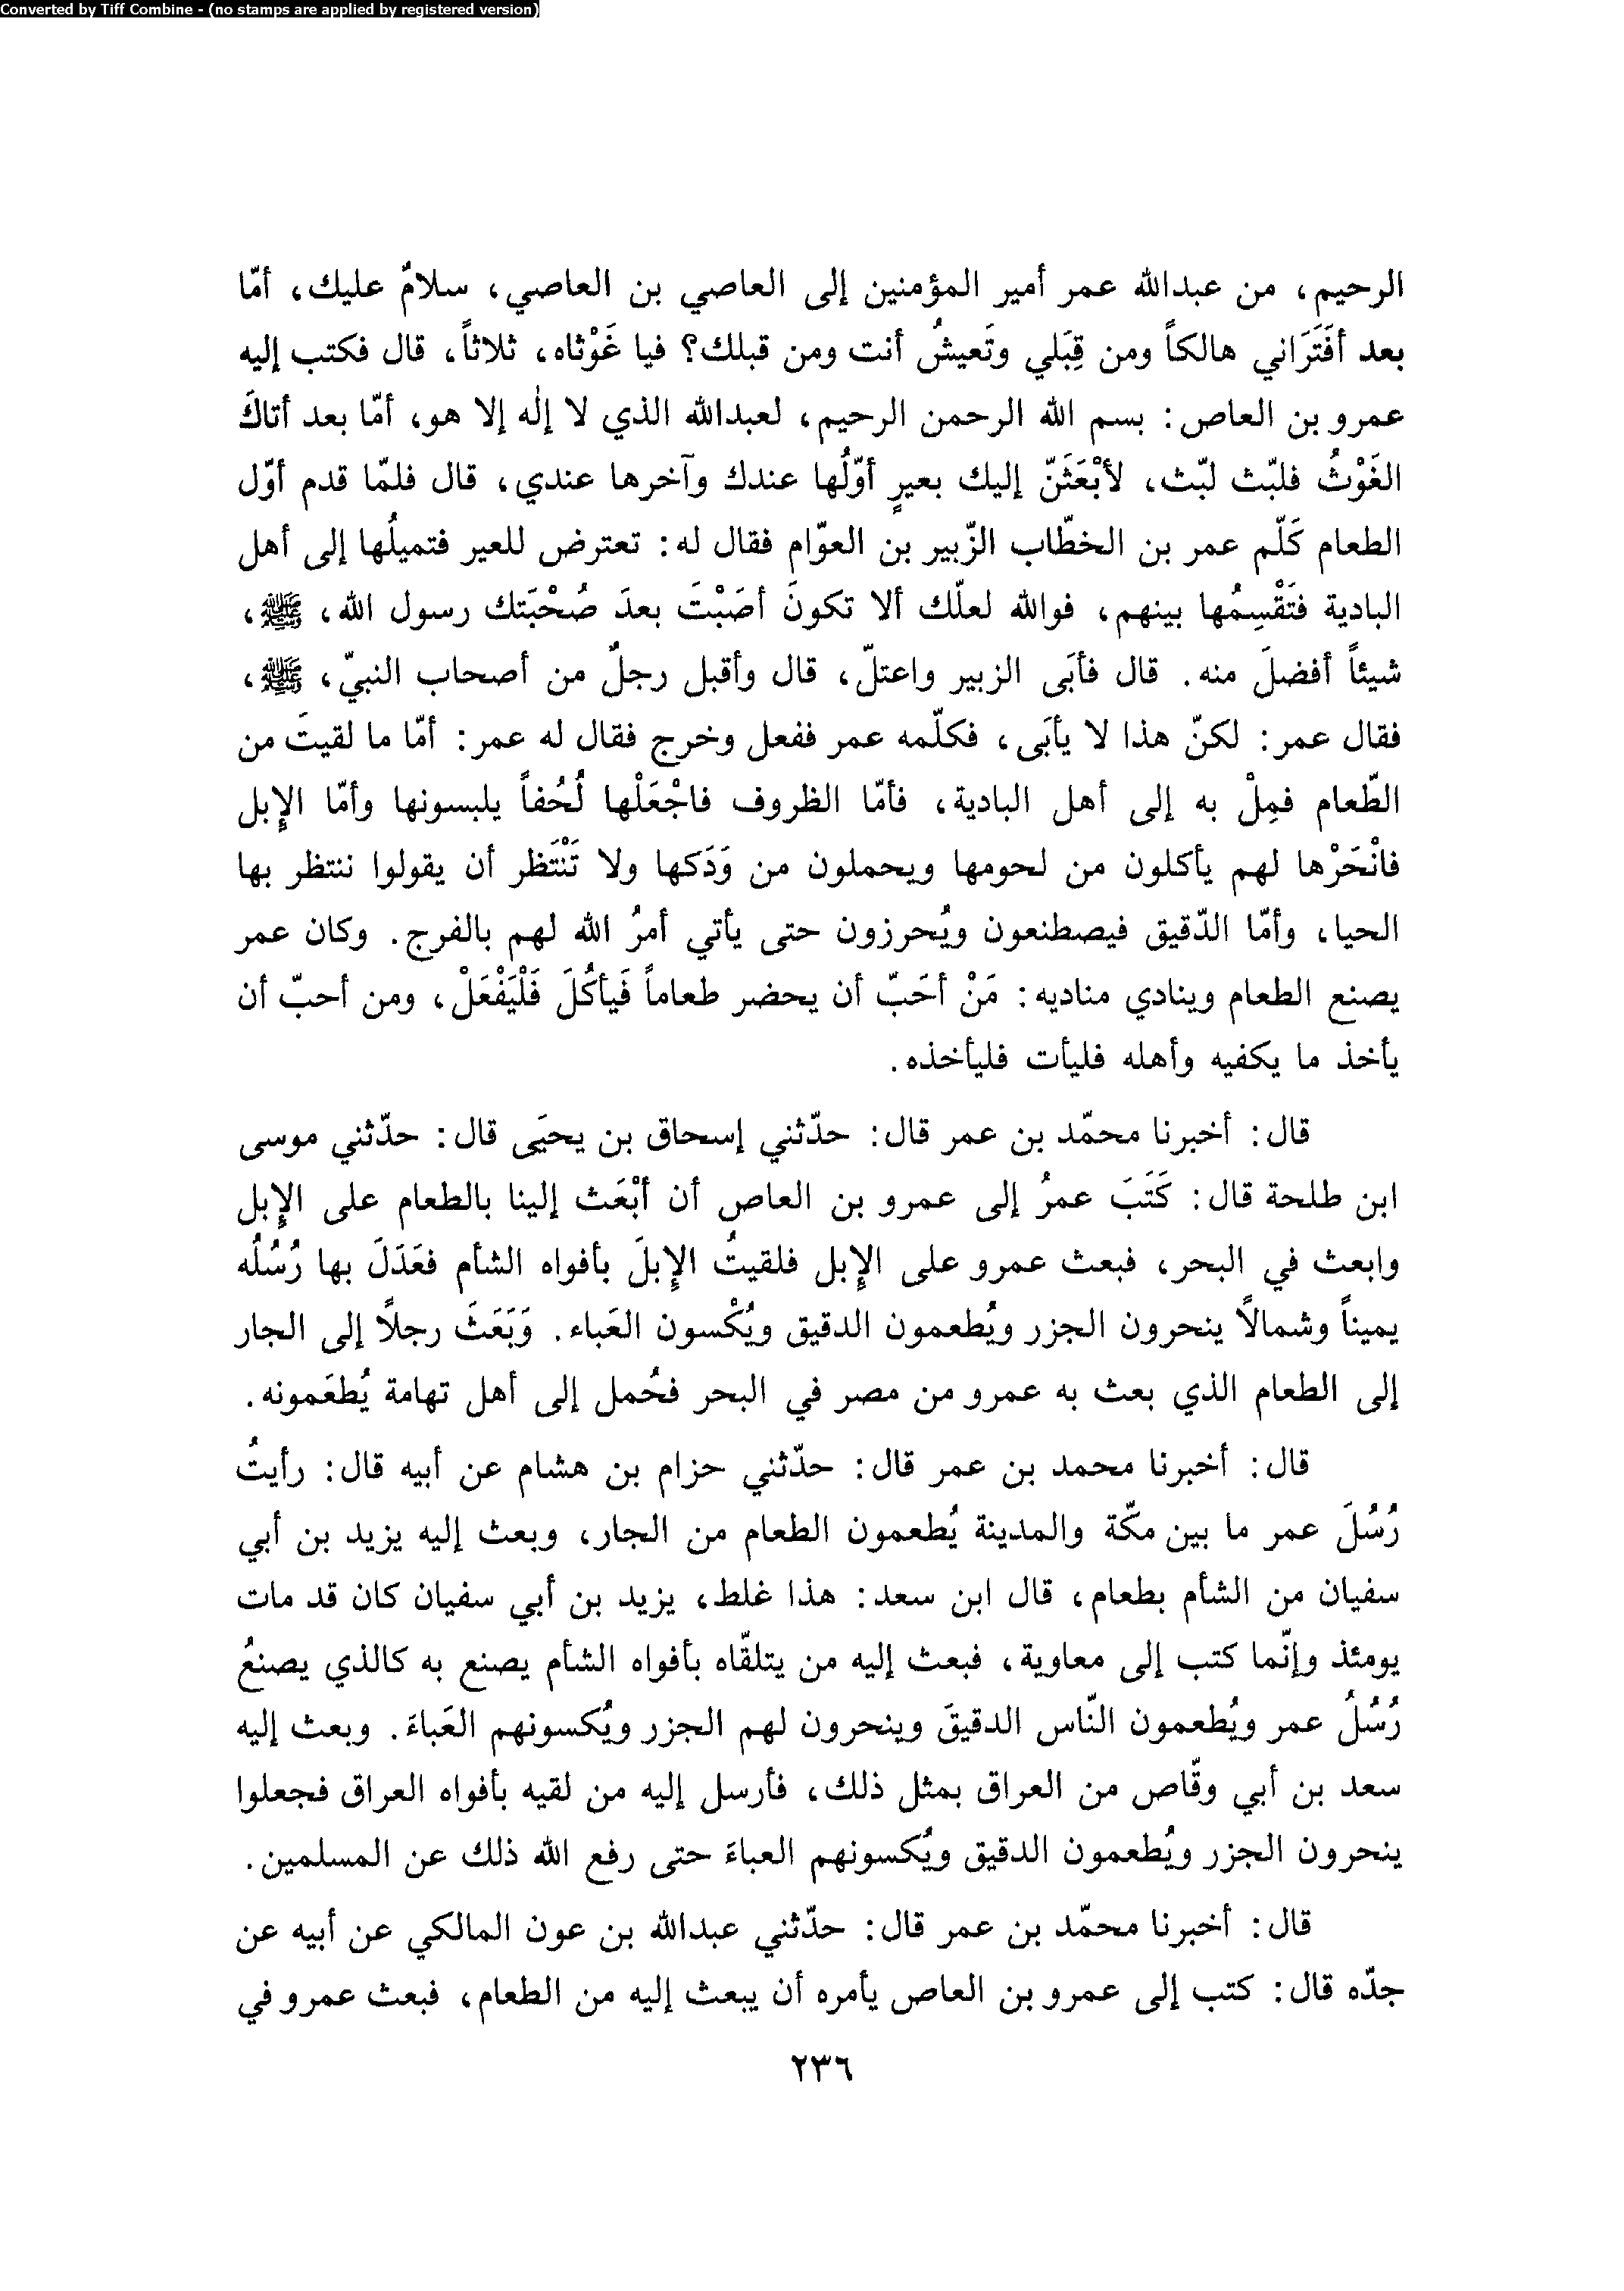 Converted by Tiff Combine - (no stamps are applied by registered version)
الرحيم، من عبدالله عمر أمير المؤمنين إلى العاصي بن العاصي، سلامٌ عليك، أمّا
بعد أفَتَرَاني هالكاً ومن قِبَلي وتَعيشُ أنت ومن قبلك؟ فيا غَوْثاه، ثلاثاً، قال فكتب إليه
عمرو بن العاص: بسم الله الرحمن الرحيم، لعبدالله الذي لا إلٰه إلا هو، أمّا بعد أتاكَ
الغَوْثُ فلبّث لبّث، لأبْعَثَنّ إليك بعيرٍ أوّلُها عندك وآخرها عندي، قال فلمّا قدم أوّل
الطعام كَلّم عمر بن الخطّاب الزّبير بن العوّام فقال له: تعترض للعير فتميلُها إلى أهل
البادية فتَقْسِمُها بينهم، فوالله لعلّك ألا تكونَ أصَبْتَ بعدَ صُحْبَتك رسول الله، ﷺ،
شيئاً أفضلَ منه. قال فأبَى الزبير واعتلّ، قال وأقبل رجلٌ من أصحاب النبيّ، ﷺ،
فقال عمر: لكنّ هذا لا يأبَى، فكلّمه عمر ففعل وخرج فقال له عمر: أمّا ما لقيتَ من
الطّعام فمِلْ به إلى أهل البادية، فأمّا الظروف فاجْعَلْها لُحُفاً يلبسونها وأمّا الإبل
فانْحَرْها لهم يأكلون من لحومها ويحملون من وَدَكها ولا تَنْتَظر أن يقولوا ننتظر بها
الحيا، وأمّا الدّقيق فيصطنعون ويُحرزون حتى يأتي أمرُ الله لهم بالفرج. وكان عمر
يصنع الطعام وينادي مناديه: مَنْ أحَبّ أن يحضر طعاماً فَيأكُلَ فَلْيَفْعَلْ، ومن أحبّ أن
يأخذ ما يكفيه وأهله فليأت فليأخذه.
قال: أخبرنا محمّد بن عمر قال: حدّثني إسحاق بن يحيَى قال: حدّثني موسى
ابن طلحة قال: كَتَبَ عمرُ إلى عمرو بن العاص أن أبْعَث إلينا بالطعام على الإبل
وابعث في البحر، فبعث عمرو على الإبل فلقيتُ الإبلَ بأفواه الشأم فعَدَلَ بها رُسُلُه
يميناً وشمالاً ينحرون الجزر ويُطعمون الدقيق ويُكْسون العَباء. وَبَعَثَ رجلاً إلى الجار
إلى الطعام الذي بعث به عمرو من مصر في البحر فحُمل إلى أهل تهامة يُطعَمونه.
قال: أخبرنا محمد بن عمر قال: حدّثني حزام بن هشام عن أبيه قال: رأيتُ
رُسُلَ عمر ما بين مكّة والمدينة يُطعمون الطعام من الجار، وبعث إليه يزيد بن أبي
سفيان من الشأم بطعام، قال ابن سعد: هذا غلط، يزيد بن أبي سفيان كان قد مات
يومئذ وإنّما كتب إلى معاوية، فبعث إليه من يتلقّاه بأفواه الشأم يصنع به كالذي يصنعُ
رُسُلُ عمر ويُطعمون النّاس الدقيقَ وينحرون لهم الجزر ويُكسونهم العَباءَ. وبعث إليه
سعد بن أبي وقّاص من العراق بمثل ذلك، فأرسل إليه من لقيه بأفواه العراق فجعلوا
ينحرون الجزر ويُطعمون الدقيق ويُكسونهم العباءَ حتى رفع الله ذلك عن المسلمين.
قال: أخبرنا محمّد بن عمر قال: حدّثني عبدالله بن عون المالكي عن أبيه عن
جدّه قال: كتب إلى عمرو بن العاص يأمره أن يبعث إليه من الطعام، فبعث عمرو في
٢٣٦